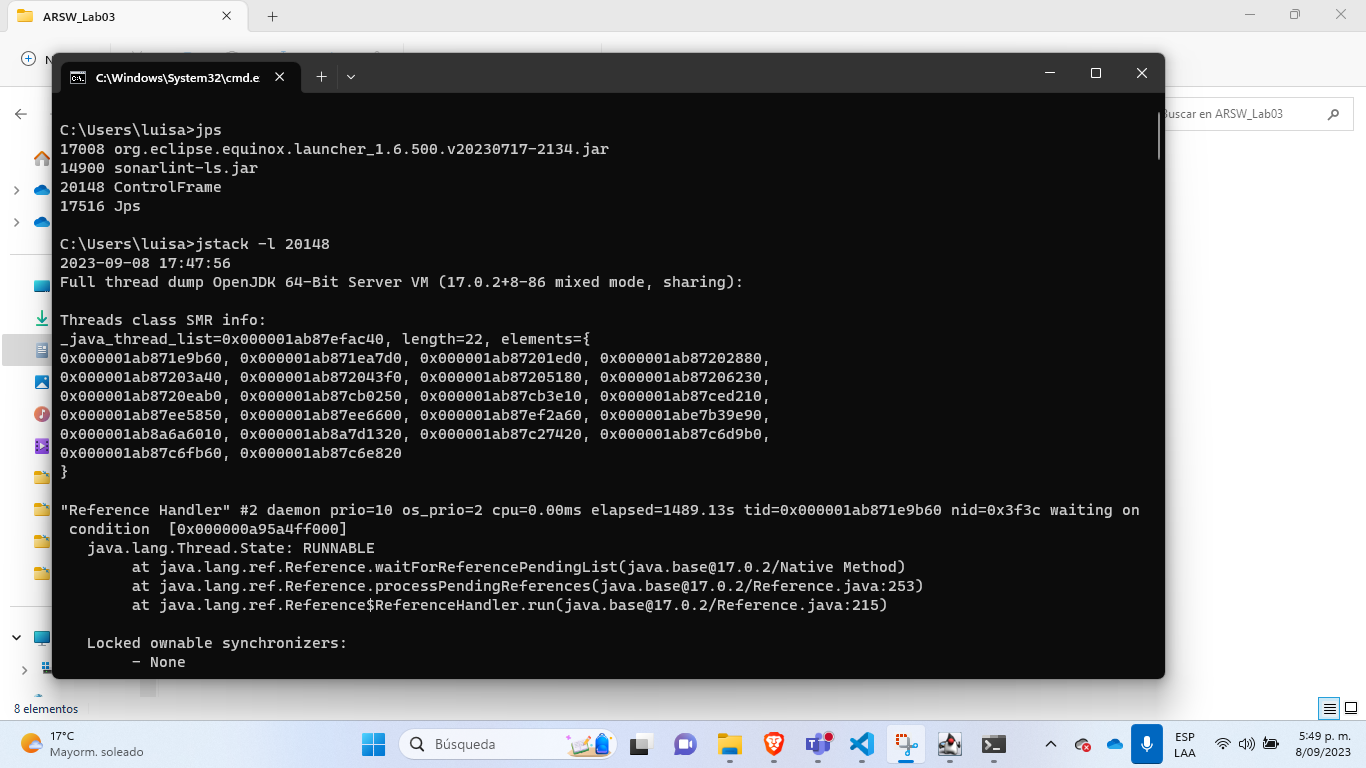 ARSW_Lab03
N
C:\Windows\System32\cmd.e
C:\Users\luisa>jps
17008 org.eclipse.equinox.launcher_1.6.500.v20230717-2134.jar
14900 sonarlint-ls.jar
20148 ControlFrame
17516 Jps
C:\Users\luisa>jstack -l 20148
2023-09-08 17:47:56
Full thread dump OpenJDK 64-Bit Server VM (17.0.2+8-86 mixed mode, sharing):
Threads class SMR info:
_java_thread_list=0x000001ab87efac40, length=22, elements={
0x000001ab871e9b60, 0x000001ab871ea7d0, 0x000001ab87201ed0, 0x000001ab87202880,
0x000001ab87203a40, 0x000001ab872043f0, 0x000001ab87205180, 0x000001ab87206230,
0x000001ab8720eab0, 0x000001ab87cb0250, 0x000001ab87cb3e10, 0x000001ab87ced210,
0x000001ab87ee5850, 0x000001ab87ee6600, 0x000001ab87ef2a60, 0x000001abe7b39e90,
0x000001ab8a6a6010, 0x000001ab8a7d1320, 0x000001ab87c27420, 0x000001ab87c6d9b0,
0x000001ab87c6fb60, 0x000001ab87c6e820
}
"Reference Handler" #2 daemon prio=10 os_prio=2 cpu=0.00ms elapsed=1489.13s tid=0x000001ab871e9b60 nid=0x3f3c waiting on
condition  [0x000000a95a4ff000]
java.lang.Thread.State: RUNNABLE
at java.lang.ref.Reference.waitForReferencePendingList(java.base@17.0.2/Native Method)
at java.lang.ref.Reference.processPendingReferences(java.base@17.0.2/Reference.java:253)
at java.lang.ref.Reference$ReferenceHandler.run(java.base@17.0.2/Reference.java:215)
Locked ownable synchronizers:
- None
Buscar en ARSW_Lab03
8 elementos
17°C
Mayorm. soleado
Búsqueda
ESP
LAA
5:49 p. m.
8/09/2023